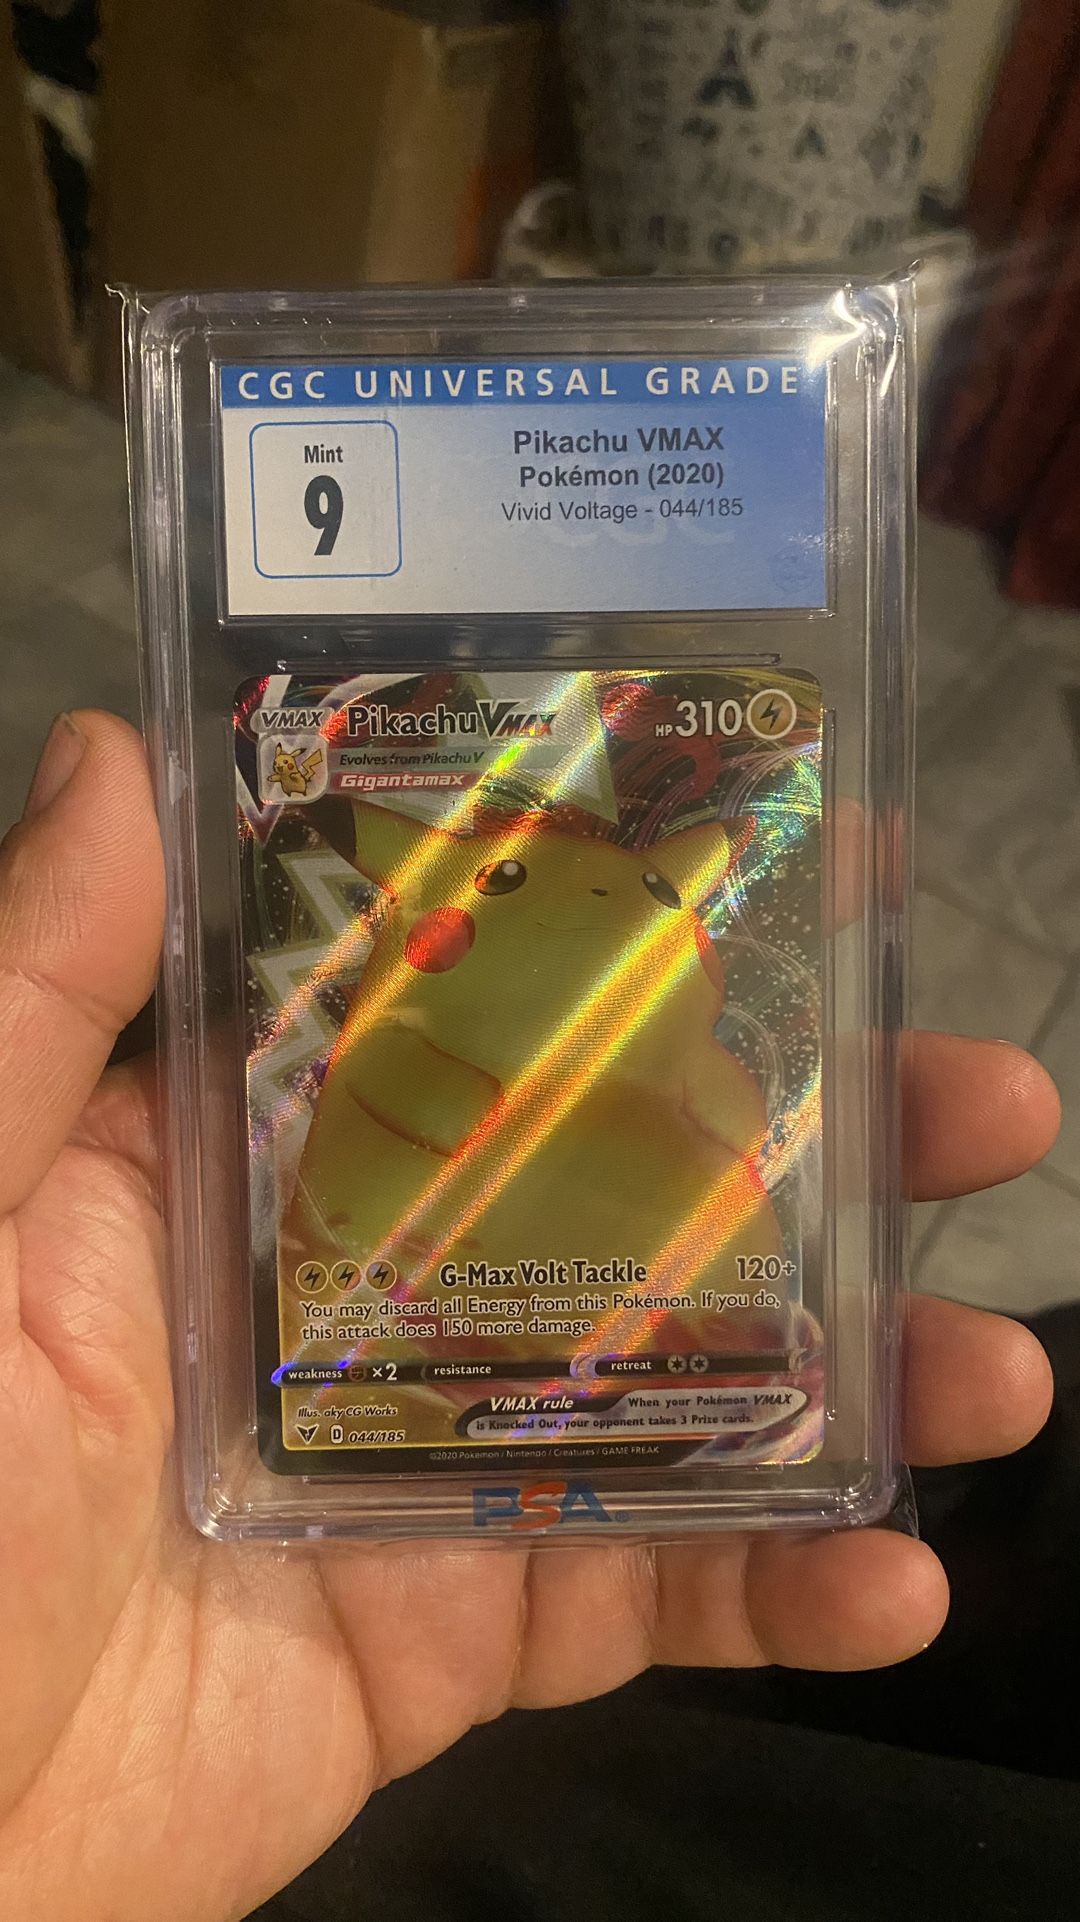 CGC UNIVERSAL GRADE
Mint
9
Pikachu VMAX
Pokémon (2020)
Vivid Voltage - 044/185
CGC
VMAX Pikachu VMAX HP 310
Evolves from Pikachu V
Gigantamax
G-Max Volt Tackle 120+
You may discard all Energy from this Pokémon. If you do,
this attack does 150 more damage.
weakness ×2 resistance retreat
VMAX rule When your Pokémon VMAX
is Knocked Out, your opponent takes 3 Prize cards.
Illus. aky CG Works
D 044/185
©2020 Pokémon / Nintendo / Creatures / GAME FREAK
PSA®